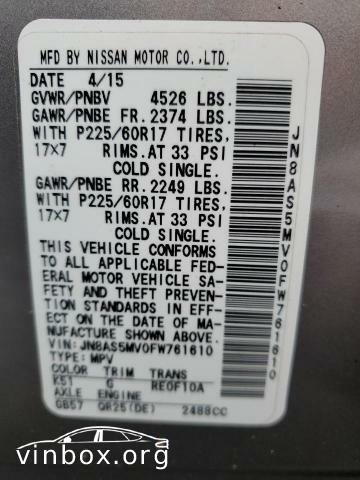 MFD BY NISSAN MOTOR CO.,LTD.
DATE 4/15
GVWR/PNBV 4526 LBS.
GAWR/PNBE FR. 2374 LBS.
WITH P225/60R17 TIRES,
17×7 RIMS. AT 33 PSI
COLD SINGLE.
GAWR/PNBE RR. 2249 LBS.
WITH P225/60R17 TIRES,
17×7 RIMS. AT 33 PSI
COLD SINGLE.
THIS VEHICLE CONFORMS
TO ALL APPLICABLE FED-
ERAL MOTOR VEHICLE SA-
FETY AND THEFT PREVEN-
TION STANDARDS IN EFF-
ECT ON THE DATE OF MA-
NUFACTURE SHOWN ABOVE.
VIN: JN8AS5MV0FW761610
TYPE: MPV
COLOR TRIM TRANS
K51 G RE0F10A
AXLE ENGINE
GB57 QR25(DE) 2488CC
JN8AS5MV0FW761610
vinbox.org